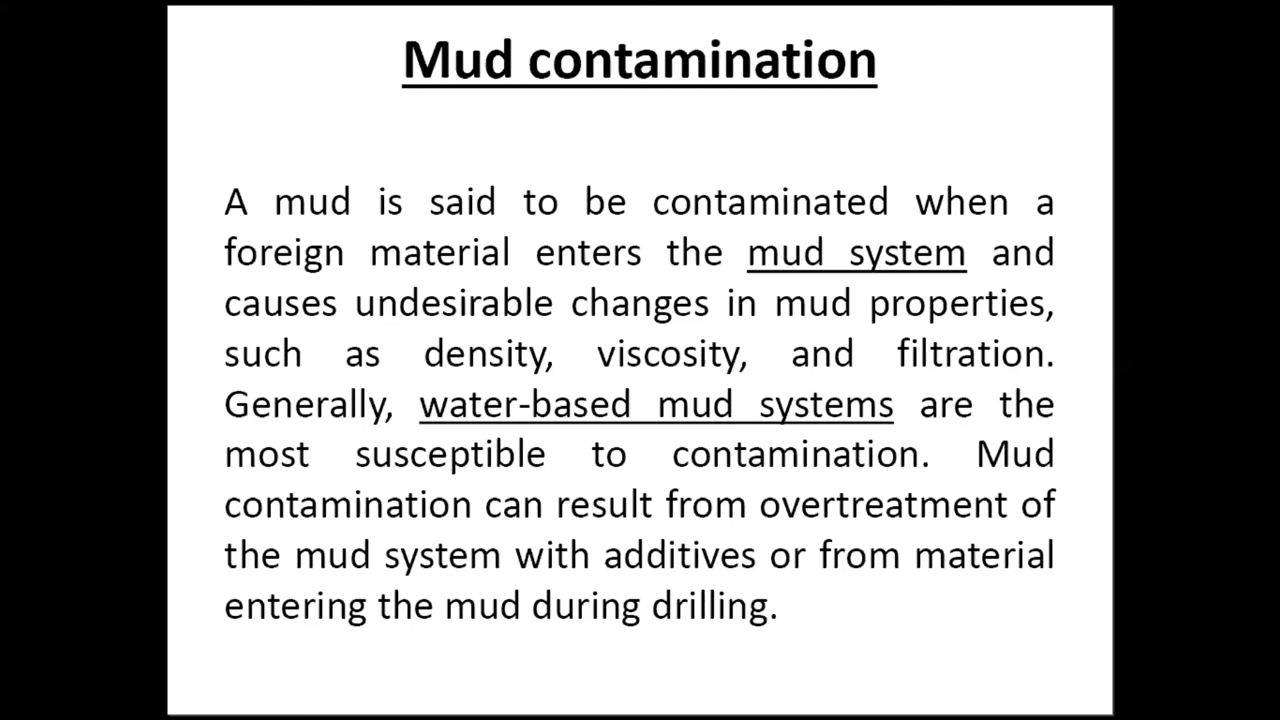 Mud contamination
A mud is said to be contaminated when a
foreign material enters the mud system and
causes undesirable changes in mud properties,
such as density, viscosity, and filtration.
Generally, water-based mud systems are the
most susceptible to contamination. Mud
contamination can result from overtreatment of
the mud system with additives or from material
entering the mud during drilling.